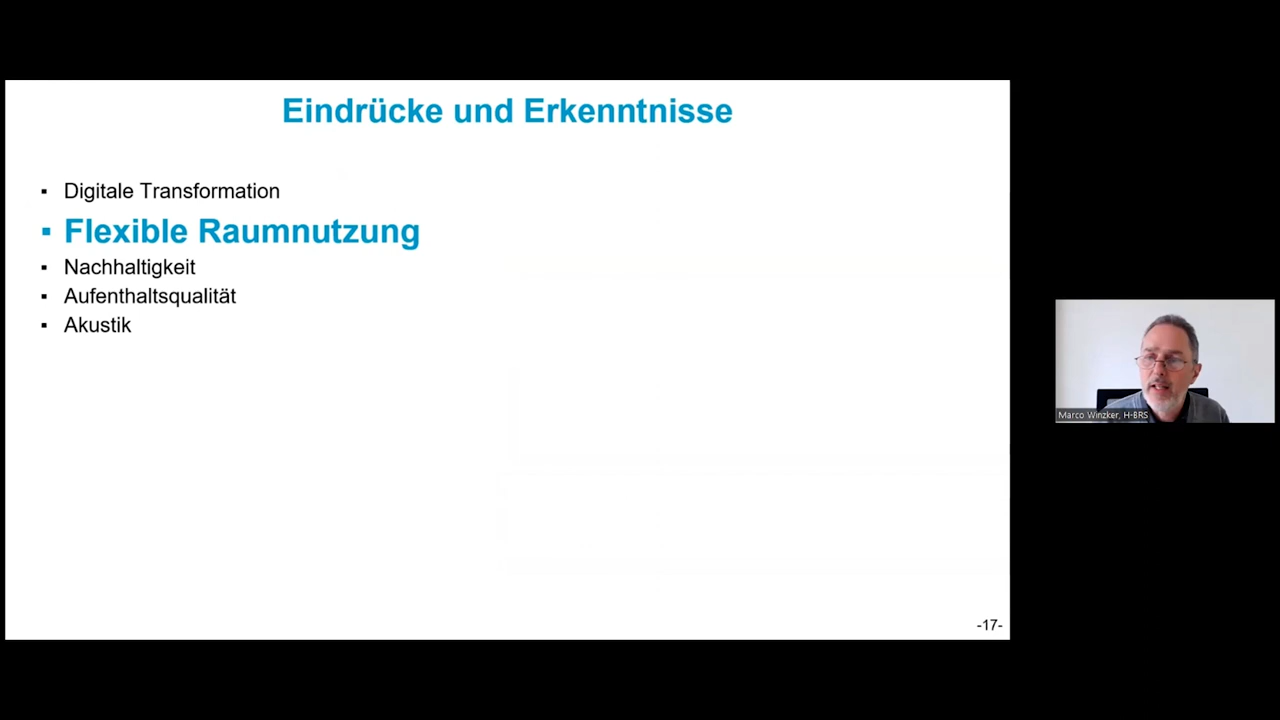 Eindrücke und Erkenntnisse
▪ Digitale Transformation
▪ Flexible Raumnutzung
▪ Nachhaltigkeit
▪ Aufenthaltsqualität
▪ Akustik
Marco Winzker, H-BRS
-17-